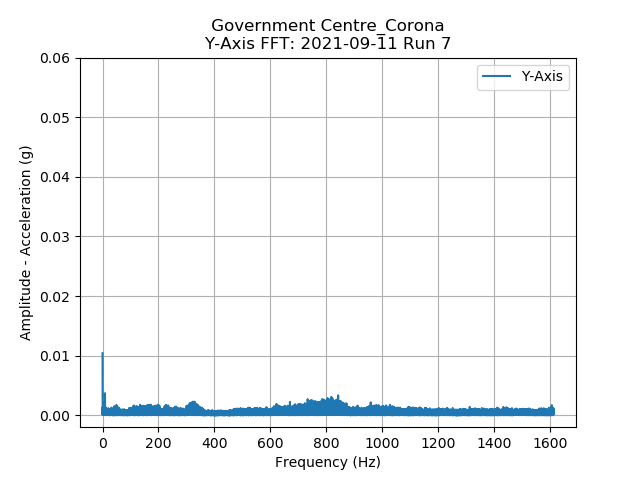 Government Centre_Corona
Y-Axis FFT: 2021-09-11 Run 7
Y-Axis
0.06
0.05
0.04
0.03
0.02
0.01
0.00
Amplitude - Acceleration (g)
0 200 400 600 800 1000 1200 1400 1600
Frequency (Hz)